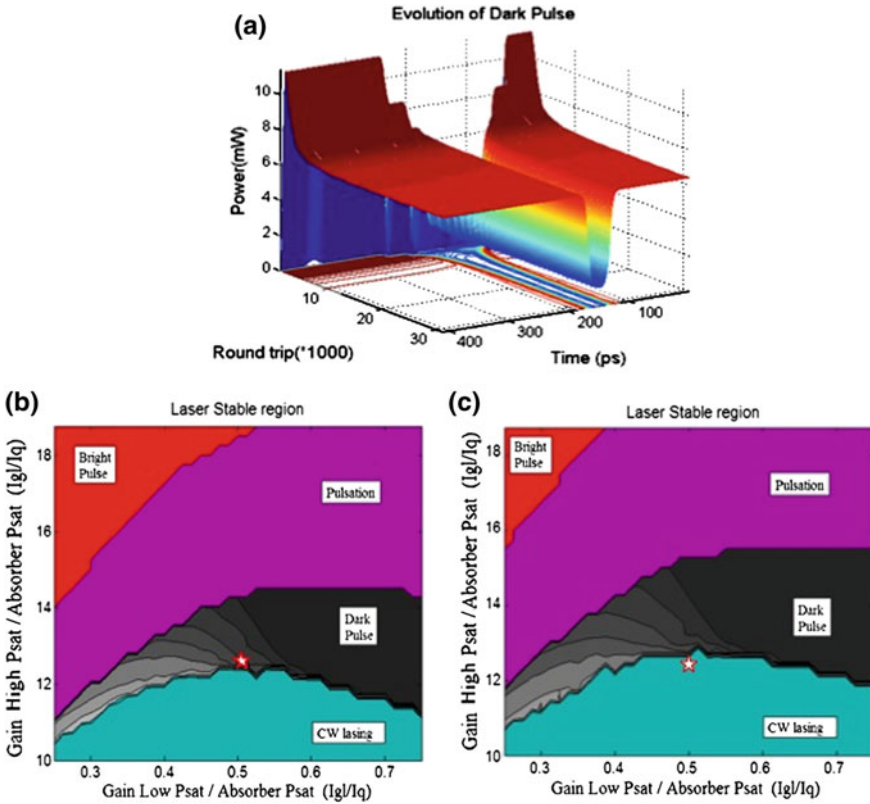 (a)
Evolution of Dark Pulse
Power(mW)
10
8
6
4
2
0
10
20
30
Round trip(*1000)
400
300
200
100
Time (ps)
(b)
Laser Stable region
Gain High Psat / Absorber Psat (Igl/Iq)
18
16
14
12
10
Bright
Pulse
Pulsation
Dark
Pulse
CW lasing
0.3
0.4
0.5
0.6
0.7
Gain Low Psat / Absorber Psat (Igl/Iq)
(c)
Laser Stable region
Gain High Psat / Absorber Psat (Igl/Iq)
18
16
14
12
10
Bright
Pulse
Pulsation
Dark
Pulse
CW lasing
0.3
0.4
0.5
0.6
0.7
Gain Low Psat / Absorber Psat (Igl/Iq)